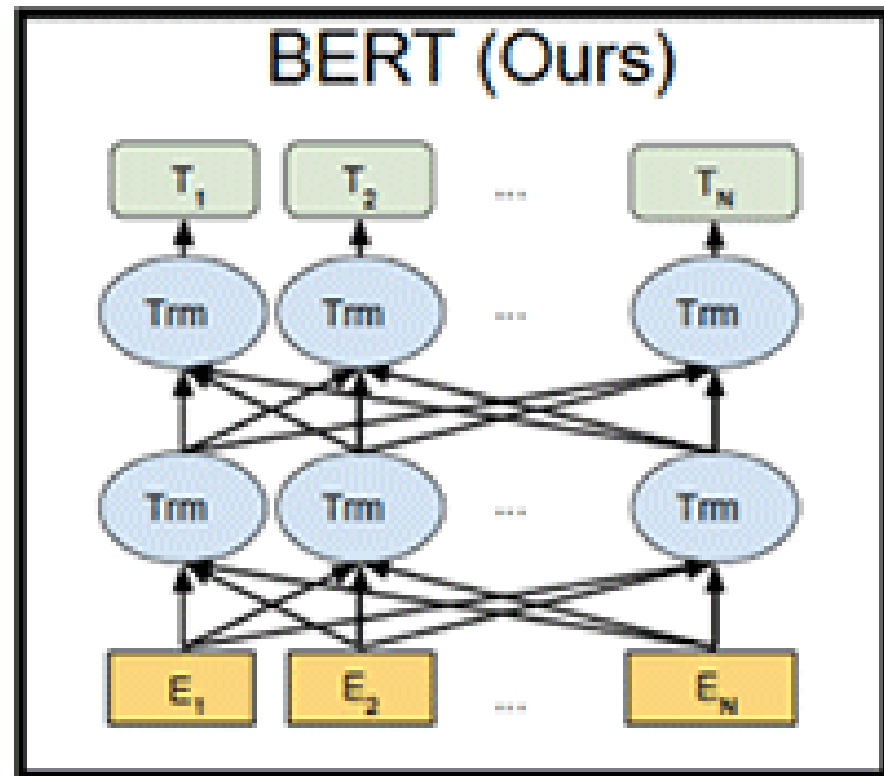 BERT (Ours)
T1 T2 ... TN
Trm Trm ... Trm
Trm Trm ... Trm
E1 E2 ... EN